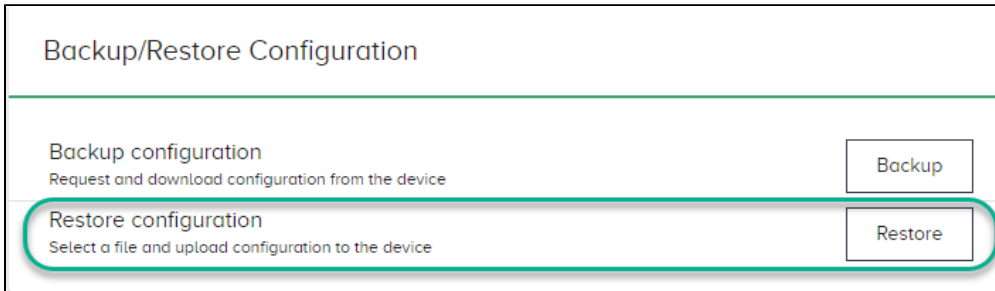 Backup/Restore Configuration
Backup configuration
Request and download configuration from the device
Backup
Restore configuration
Select a file and upload configuration to the device
Restore